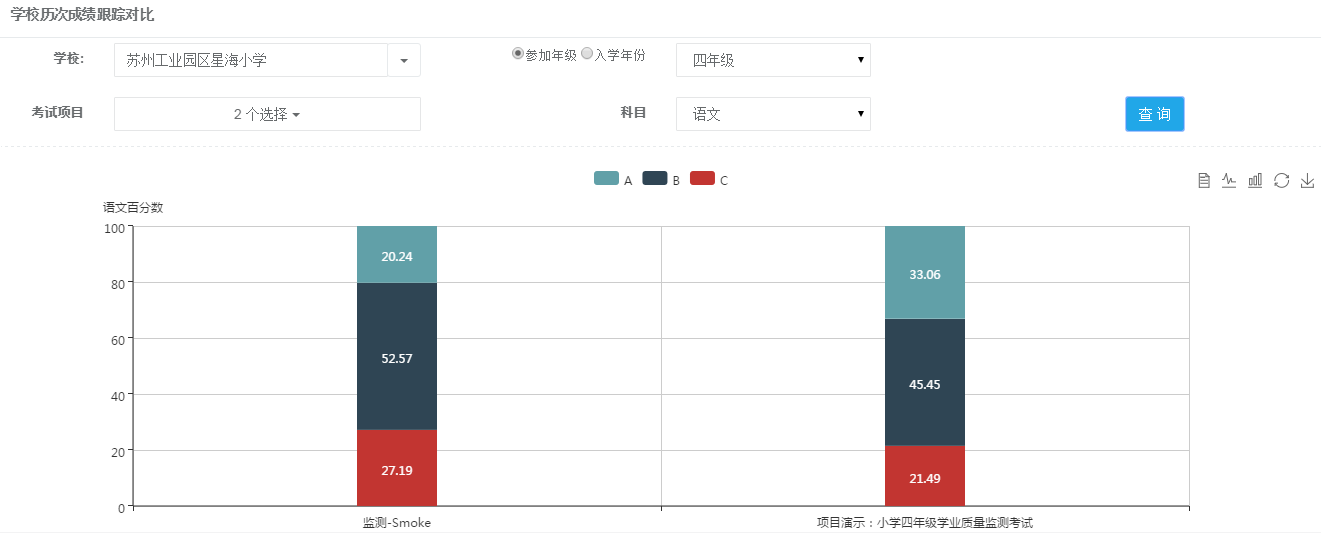 学校历次成绩跟踪对比
学校:
苏州工业园区星海小学
参加年级
入学年份
四年级
考试项目
2 个选择
科目
语文
查 询
A
B
C
语文百分数
100
80
60
40
20
0
20.24
52.57
27.19
33.06
45.45
21.49
监测-Smoke
项目演示：小学四年级学业质量监测考试